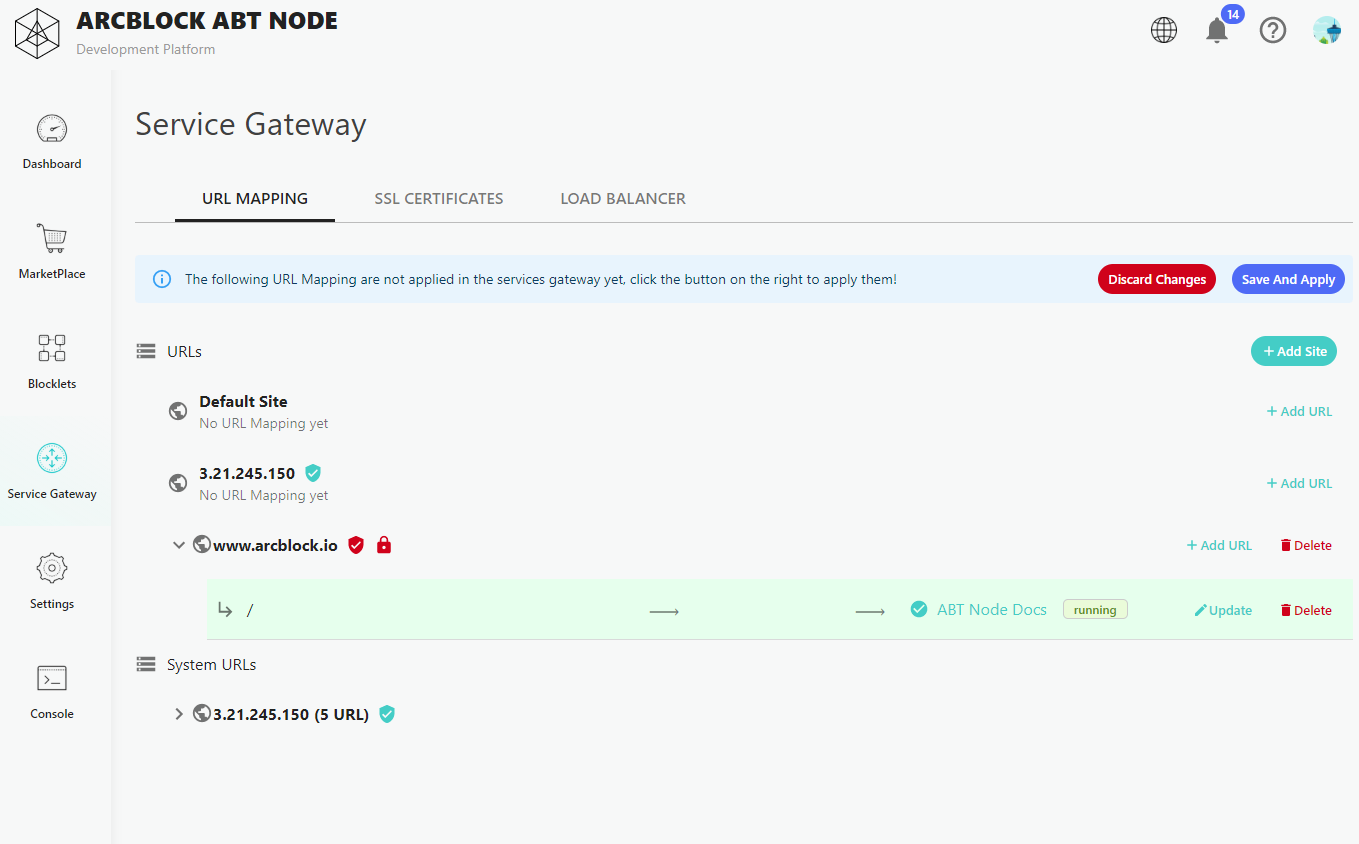 ARCBLOCK ABT NODE
Development Platform
14
Dashboard
MarketPlace
Blocklets
Service Gateway
Settings
Console
Service Gateway
URL MAPPING
SSL CERTIFICATES
LOAD BALANCER
The following URL Mapping are not applied in the services gateway yet, click the button on the right to apply them!
Discard Changes
Save And Apply
URLs
+ Add Site
Default Site
No URL Mapping yet
+ Add URL
3.21.245.150
No URL Mapping yet
+ Add URL
www.arcblock.io
+ Add URL
Delete
/
ABT Node Docs
running
Update
Delete
System URLs
3.21.245.150 (5 URL)